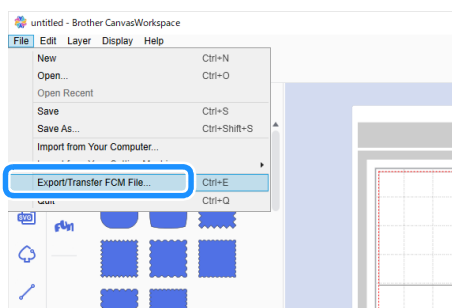 untitled - Brother CanvasWorkspace
File Edit Layer Display Help
New Ctrl+N
Open... Ctrl+O
Open Recent
Save Ctrl+S
Save As... Ctrl+Shift+S
Import from Your Computer...
Export/Transfer FCM File... Ctrl+E
Quit Ctrl+Q
SVG